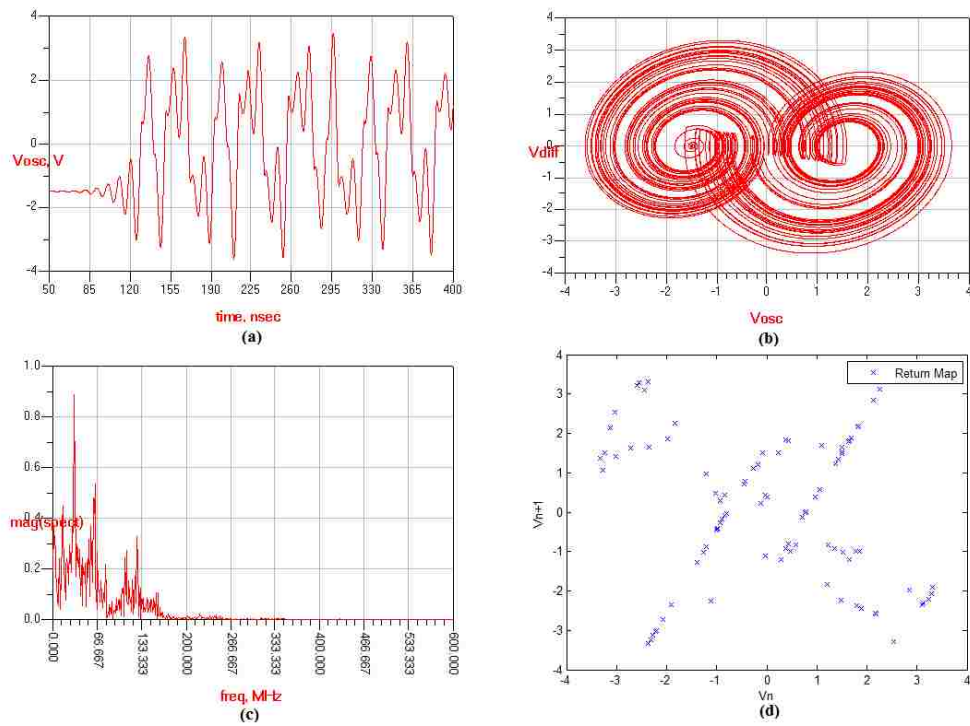 4
2
0
Vosc, V
-2
-4
50 85 120 155 190 225 260 295 330 365 400
time, nsec
(a)
4
3
2
1
0
Vdiff
-1
-2
-3
-4
-4 -3 -2 -1 0 1 2 3 4
Vosc
(b)
1.0
0.8
0.6
0.4
mag(spect)
0.2
0.0
0.000 66.667 133.333 200.000 266.667 333.333 400.000 466.667 533.333 600.000
freq, MHz
(c)
Return Map
4
3
2
1
0
-1
-2
-3
-4
Vn+1
-4 -3 -2 -1 0 1 2 3 4
Vn
(d)